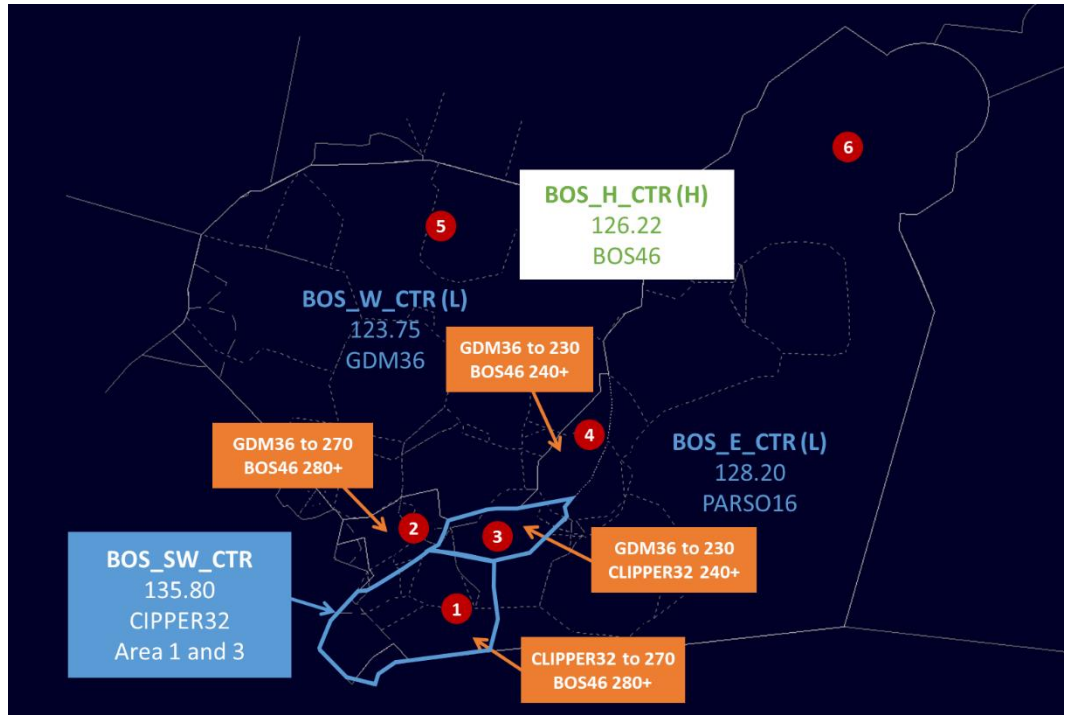 6
5
BOS_H_CTR (H)
126.22
BOS46
BOS_W_CTR (L)
123.75
GDM36
GDM36 to 230
BOS46 240+
4
BOS_E_CTR (L)
128.20
PARSO16
GDM36 to 270
BOS46 280+
2
3
GDM36 to 230
CLIPPER32 240+
BOS_SW_CTR
135.80
CIPPER32
Area 1 and 3
1
CLIPPER32 to 270
BOS46 280+